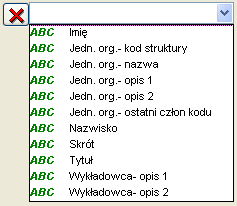 ABC Imię
ABC Jedn. org.- kod struktury
ABC Jedn. org.- nazwa
ABC Jedn. org.- opis 1
ABC Jedn. org.- opis 2
ABC Jedn. org.- ostatni człon kodu
ABC Nazwisko
ABC Skrót
ABC Tytuł
ABC Wykładowca- opis 1
ABC Wykładowca- opis 2